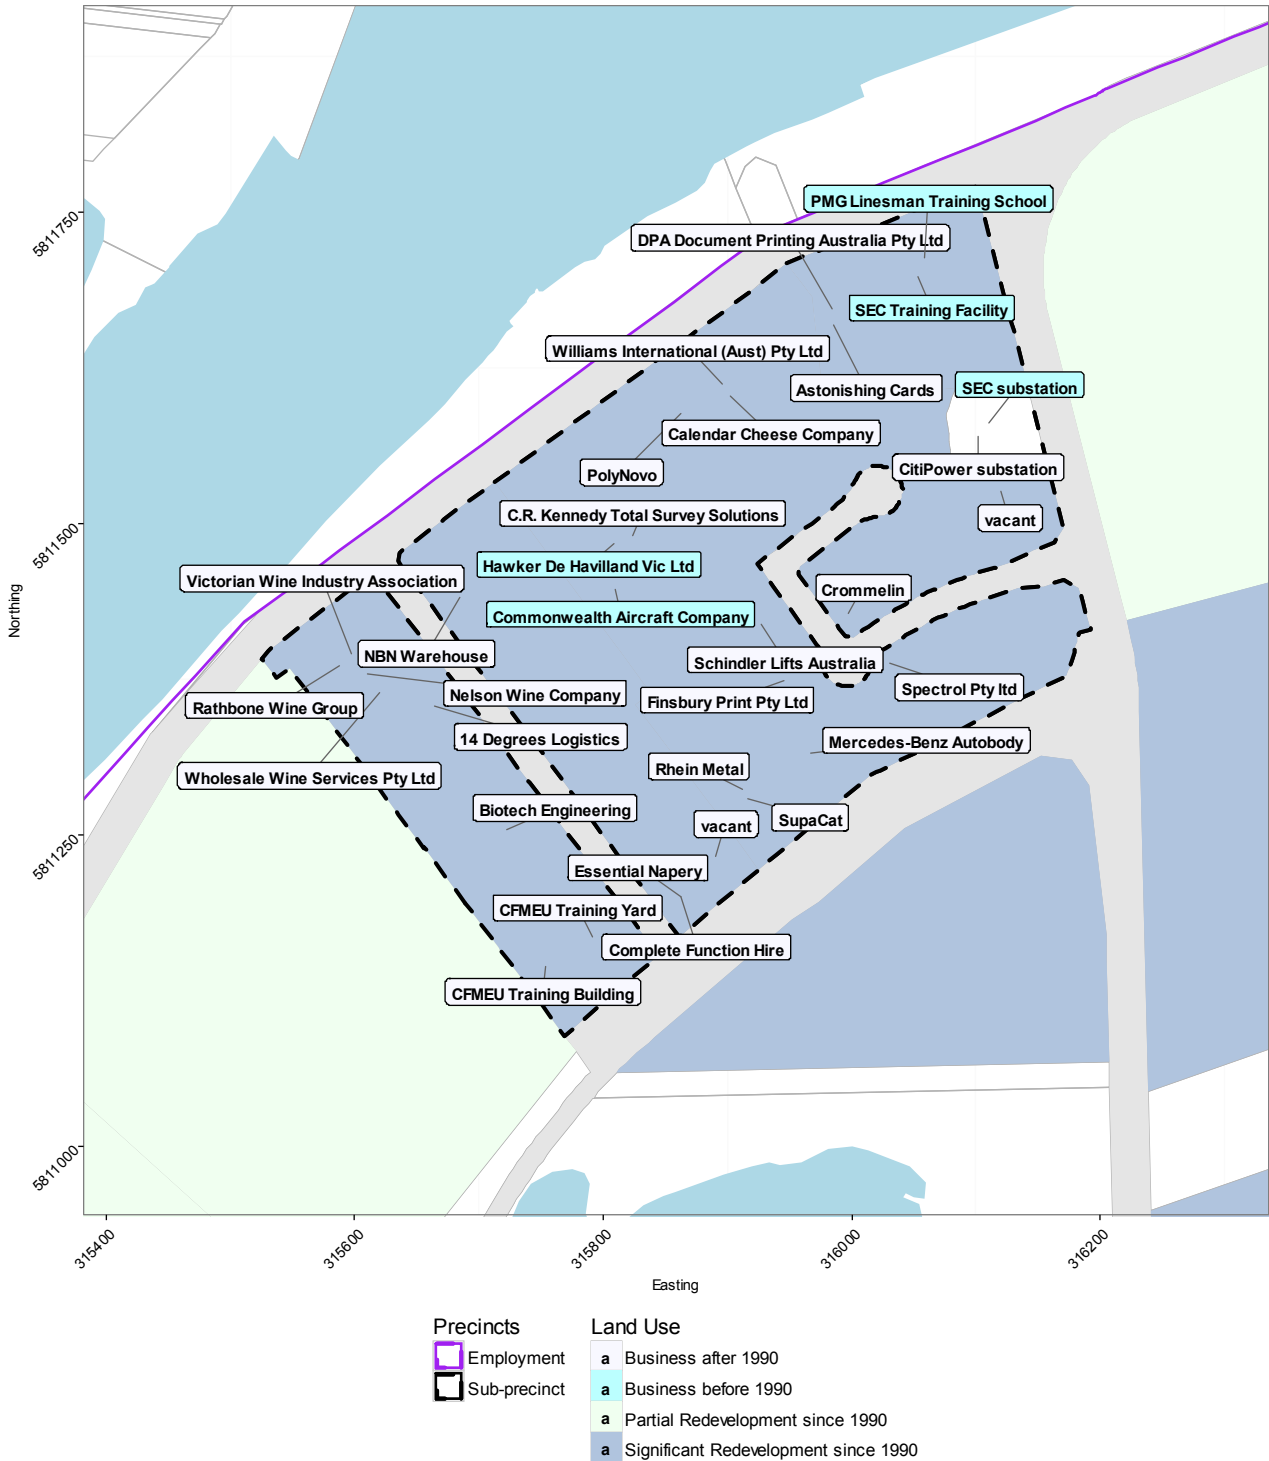 PMG Linesman Training School
5811750
DPA Document Printing Australia Pty Ltd
SEC Training Facility
Williams International (Aust) Pty Ltd
Astonishing Cards
SEC substation
Calendar Cheese Company
PolyNovo
CitiPower substation
C.R. Kennedy Total Survey Solutions
vacant
5811500
Hawker De Havilland Vic Ltd
Victorian Wine Industry Association
Crommelin
Northing
Commonwealth Aircraft Company
NBN Warehouse
Schindler Lifts Australia
Nelson Wine Company
Spectrol Pty ltd
Finsbury Print Pty Ltd
Rathbone Wine Group
14 Degrees Logistics
Mercedes-Benz Autobody
Rhein Metal
Wholesale Wine Services Pty Ltd
Biotech Engineering
SupaCat
vacant
5811250
Essential Napery
CFMEU Training Yard
Complete Function Hire
CFMEU Training Building
5811000
315400
315600
315800
316000
316200
Easting
Precincts
Employment
Sub-precinct
Land Use
a Business after 1990
a Business before 1990
a Partial Redevelopment since 1990
a Significant Redevelopment since 1990